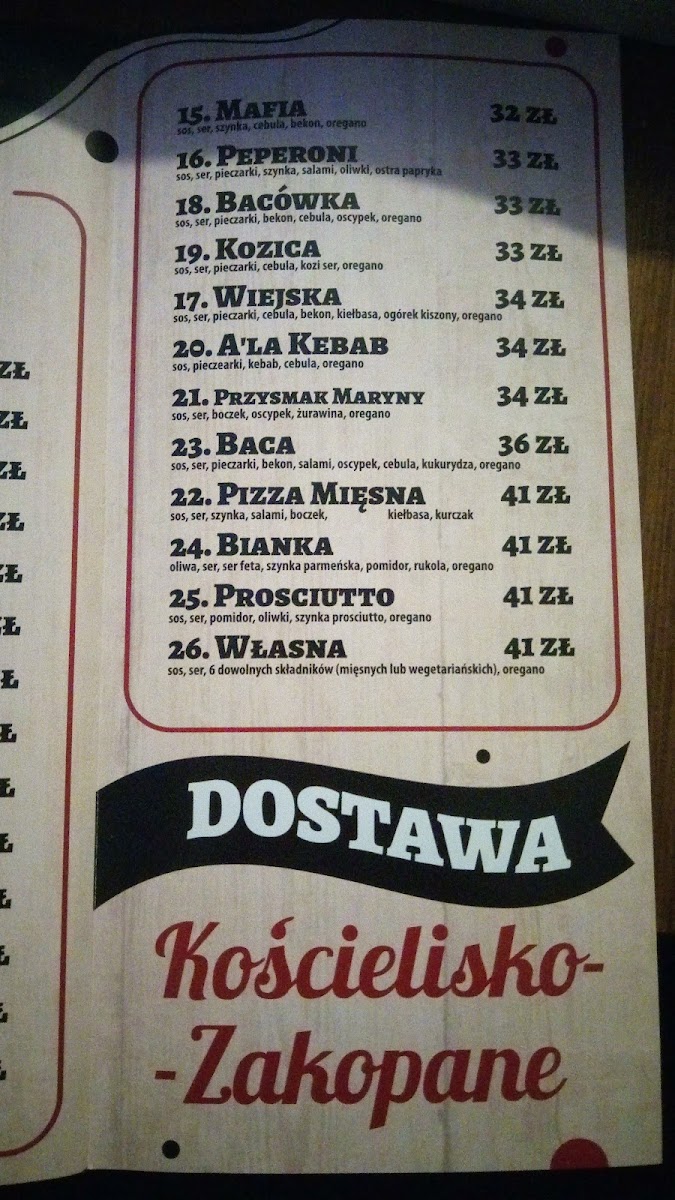 15. MAFIA 32 ZŁ
sos, ser, szynka, cebula, bekon, oregano
16. PEPERONI 33 ZŁ
sos, ser, pieczarki, szynka, salami, oliwki, ostra papryka
18. BACÓWKA 33 ZŁ
sos, ser, pieczarki, bekon, cebula, oscypek, oregano
19. KOZICA 33 ZŁ
sos, ser, pieczarki, cebula, kozi ser, oregano
17. WIEJSKA 34 ZŁ
sos, ser, pieczarki, cebula, bekon, kiełbasa, ogórek kiszony, oregano
20. A'LA KEBAB 34 ZŁ
sos, pieczearki, kebab, cebula, oregano
21. PRZYSMAK MARYNY 34 ZŁ
sos, ser, boczek, oscypek, żurawina, oregano
23. BACA 36 ZŁ
sos, ser, pieczarki, bekon, salami, oscypek, cebula, kukurydza, oregano
22. PIZZA MIĘSNA 41 ZŁ
sos, ser, szynka, salami, boczek, kiełbasa, kurczak
24. BIANKA 41 ZŁ
oliwa, ser, ser feta, szynka parmeńska, pomidor, rukola, oregano
25. PROSCIUTTO 41 ZŁ
sos, ser, pomidor, oliwki, szynka prosciutto, oregano
26. WŁASNA 41 ZŁ
sos, ser, 6 dowolnych składników (mięsnych lub wegetariańskich), oregano
DOSTAWA
Kościelisko-
-Zakopane
ZŁ
ZŁ
ZŁ
ZŁ
ZŁ
ZŁ
ZŁ